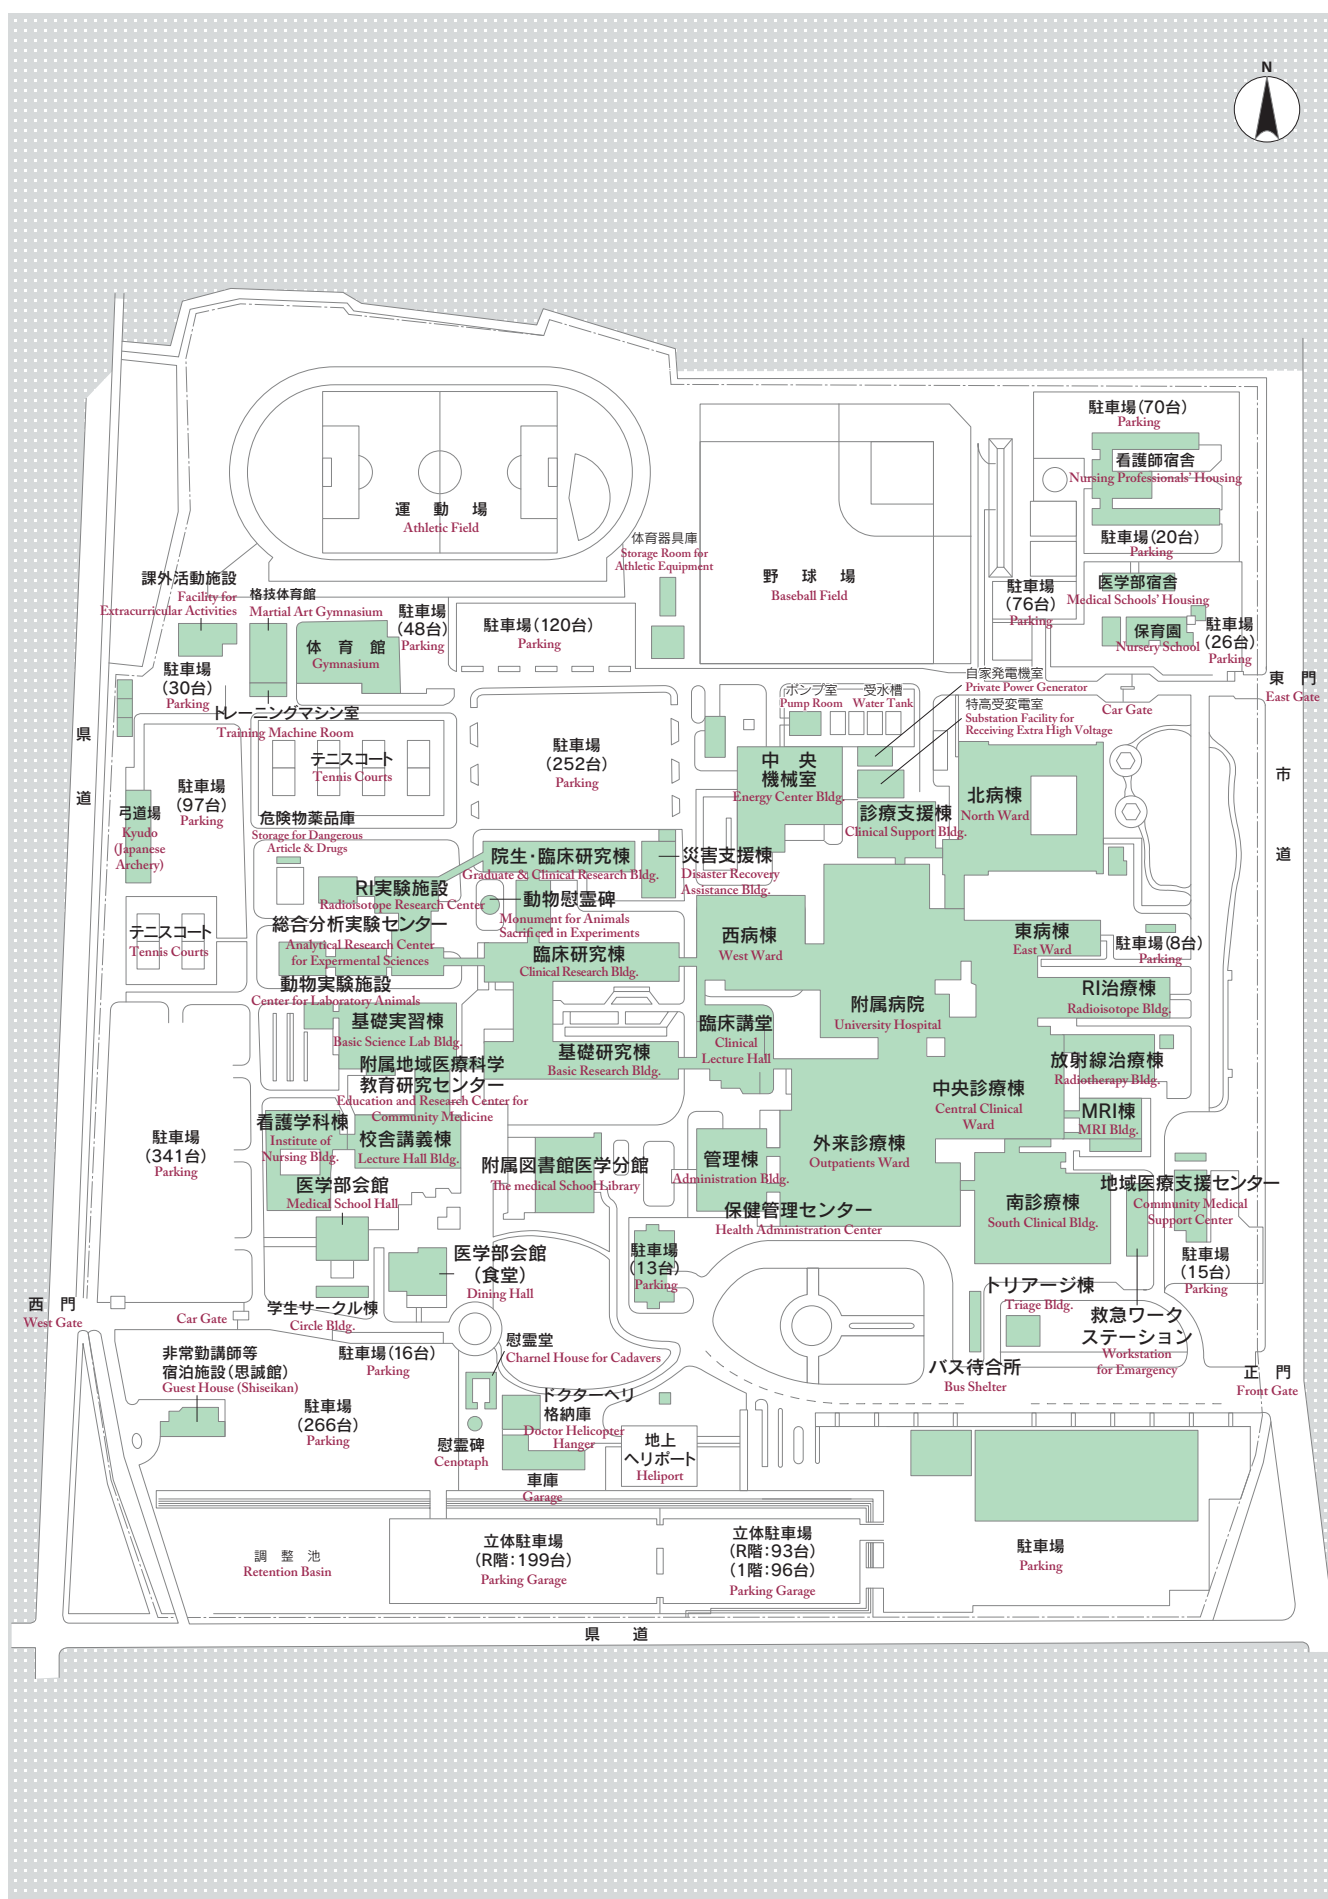 N
駐車場(70台)
Parking
看護師宿舎
Nursing Professionals' Housing
駐車場(20台)
Parking
医学部宿舎
Medical Schools' Housing
駐車場
(76台)
Parking
保育園
Nursery School
駐車場
(26台)
Parking
東 門
East Gate
Car Gate
運 動 場
Athletic Field
体育器具庫
Storage Room for
Athletic Equipment
野 球 場
Baseball Field
課外活動施設
Facility for
Extracurricular Activities
格技体育館
Martial Art Gymnasium
体 育 館
Gymnasium
駐車場
(48台)
Parking
駐車場(120台)
Parking
駐車場
(30台)
Parking
トレーニングマシン室
Training Machine Room
自家発電機室
Private Power Generator
特高受変電室
Substation Facility for
Receiving Extra High Voltage
ポンプ室
Pump Room
受水槽
Water Tank
県
道
テニスコート
Tennis Courts
駐車場
(252台)
Parking
中 央
機械室
Energy Center Bldg.
北病棟
North Ward
市
道
駐車場
(97台)
Parking
弓道場
Kyudo
(Japanese
Archery)
危険物薬品庫
Storage for Dangerous
Article & Drugs
診療支援棟
Clinical Support Bldg.
院生・臨床研究棟
Graduate & Clinical Research Bldg.
災害支援棟
Disaster Recovery
Assistance Bldg.
RI実験施設
Radioisotope Research Center
動物慰霊碑
Monument for Animals
Sacrificed in Experiments
総合分析実験センター
Analytical Research Center
for Expermental Sciences
テニスコート
Tennis Courts
西病棟
West Ward
東病棟
East Ward
駐車場(8台)
Parking
臨床研究棟
Clinical Research Bldg.
動物実験施設
Center for Laboratory Animals
RI治療棟
Radioisotope Bldg.
附属病院
University Hospital
基礎実習棟
Basic Science Lab Bldg.
臨床講堂
Clinical
Lecture Hall
基礎研究棟
Basic Research Bldg.
放射線治療棟
Radiotherapy Bldg.
附属地域医療科学
教育研究センター
Education and Research Center for
Community Medicine
中央診療棟
Central Clinical
Ward
MRI棟
MRI Bldg.
看護学科棟
Institute of
Nursing Bldg.
校舎講義棟
Lecture Hall Bldg.
駐車場
(341台)
Parking
外来診療棟
Outpatients Ward
附属図書館医学分館
The medical School Library
管理棟
Administration Bldg.
医学部会館
Medical School Hall
地域医療支援センター
Community Medical
Support Center
南診療棟
South Clinical Bldg.
保健管理センター
Health Administration Center
駐車場
(13台)
Parking
医学部会館
(食堂)
Dining Hall
駐車場
(15台)
Parking
トリアージ棟
Triage Bldg.
西 門
West Gate
Car Gate
学生サークル棟
Circle Bldg.
救急ワーク
ステーション
Workstation
for Emergency
非常勤講師等
宿泊施設(思誠館)
Guest House (Shiseikan)
駐車場(16台)
Parking
慰霊堂
Charnel House for Cadavers
バス待合所
Bus Shelter
正 門
Front Gate
駐車場
(266台)
Parking
ドクターヘリ
格納庫
Doctor Helicopter
Hanger
慰霊碑
Cenotaph
地上
ヘリポート
Heliport
車庫
Garage
調 整 池
Retention Basin
立体駐車場
(R階:199台)
Parking Garage
立体駐車場
(R階:93台)
(1階:96台)
Parking Garage
駐車場
Parking
県 道